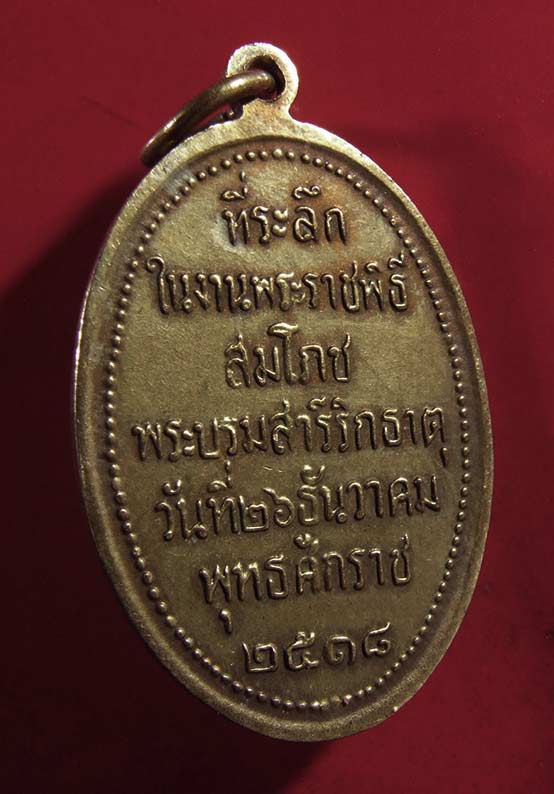 ที่ระลึก
ในงานพระราชพิธี
สมโภช
พระบรมสารีริกธาตุ
วันที่๒๖ธันวาคม
พุทธศักราช
๒๕๑๘